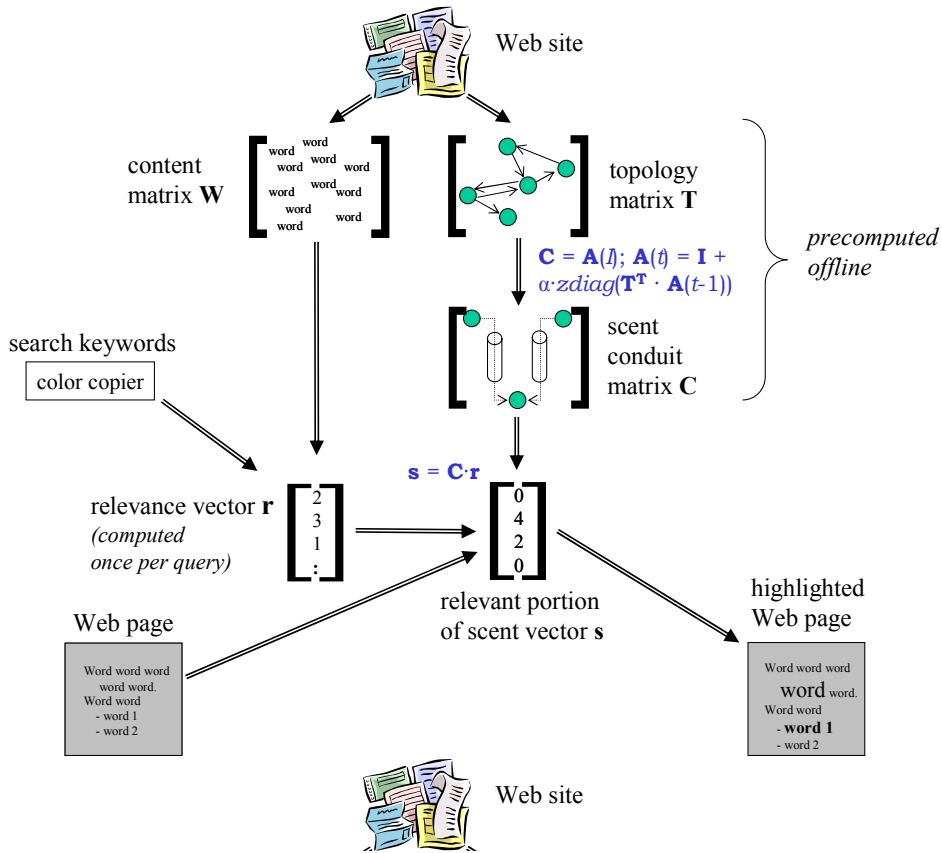 Web site
word
word
word
word
word
word
word
word
word
word
word
content
matrix W
topology
matrix T
precomputed
offline
C = A(l); A(t) = I +
α·zdiag(Tᵀ · A(t-1))
scent
conduit
matrix C
search keywords
color copier
s = C·r
relevance vector r
(computed
once per query)
2
3
1
:
0
4
2
0
relevant portion
of scent vector s
Web page
Word word word
word word.
Word word
- word 1
- word 2
highlighted
Web page
Word word word
word word.
Word word
- word 1
- word 2
Web site